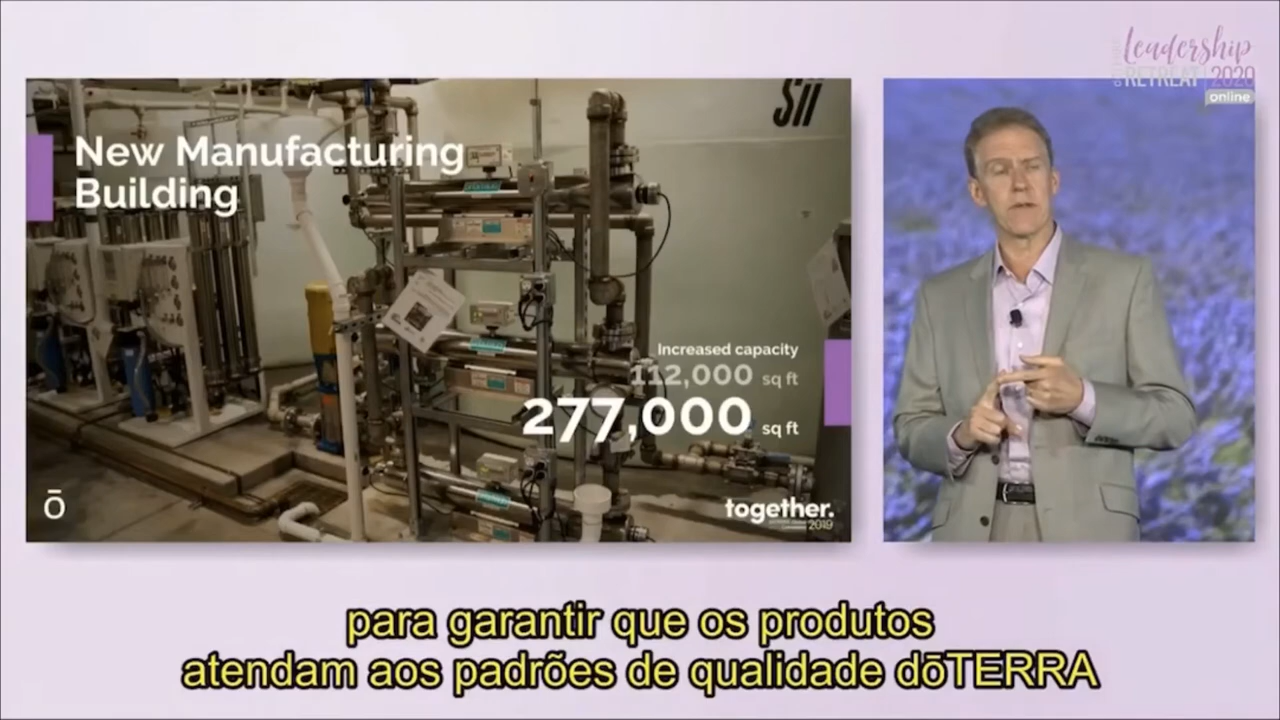 Leadership
RETREAT 2020
online
Sii
New Manufacturing
Building
Increased capacity
112,000 sq ft
277,000 sq ft
ō
together.
2019
para garantir que os produtos
atendam aos padrões de qualidade dōTERRA